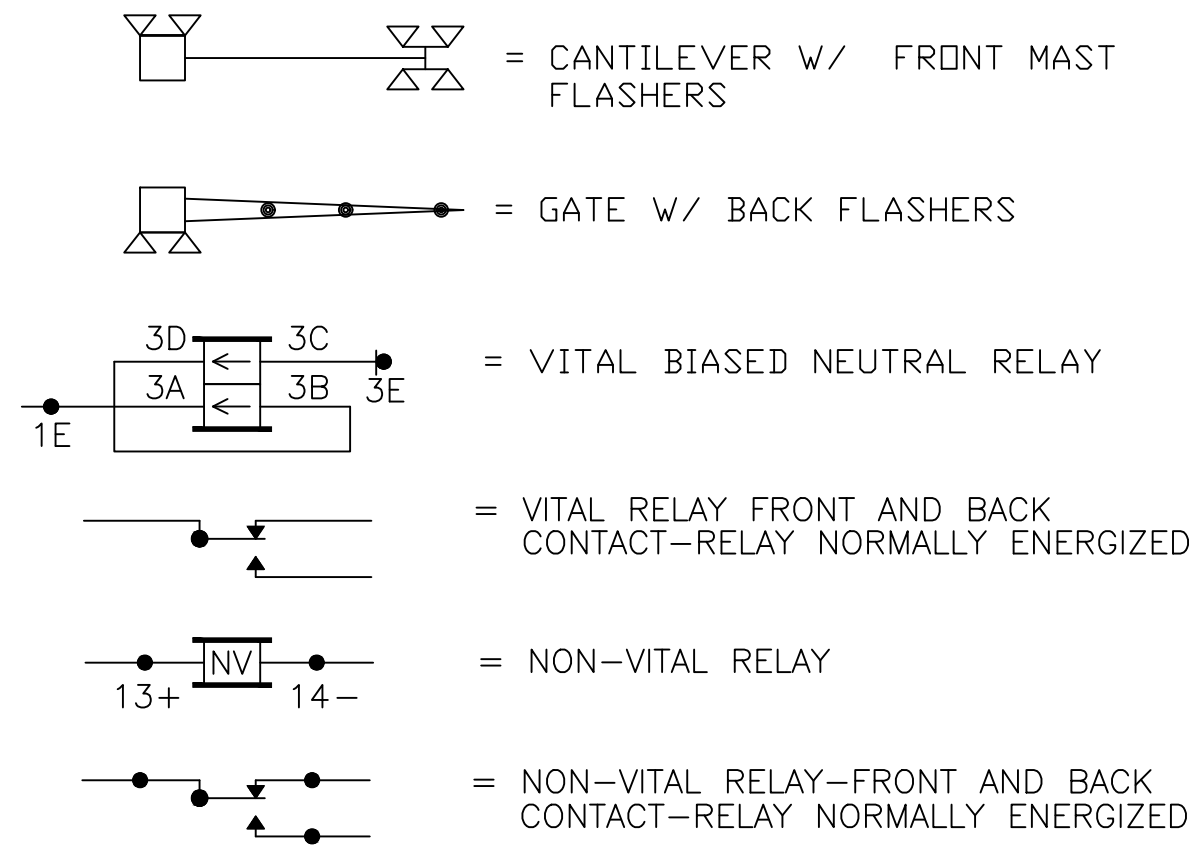 = CANTILEVER W/ FRONT MAST
FLASHERS
= GATE W/ BACK FLASHERS
3D 3C
3A 3B 3E
1E
= VITAL BIASED NEUTRAL RELAY
= VITAL RELAY FRONT AND BACK
CONTACT-RELAY NORMALLY ENERGIZED
NV
13+ 14-
= NON-VITAL RELAY
= NON-VITAL RELAY-FRONT AND BACK
CONTACT-RELAY NORMALLY ENERGIZED